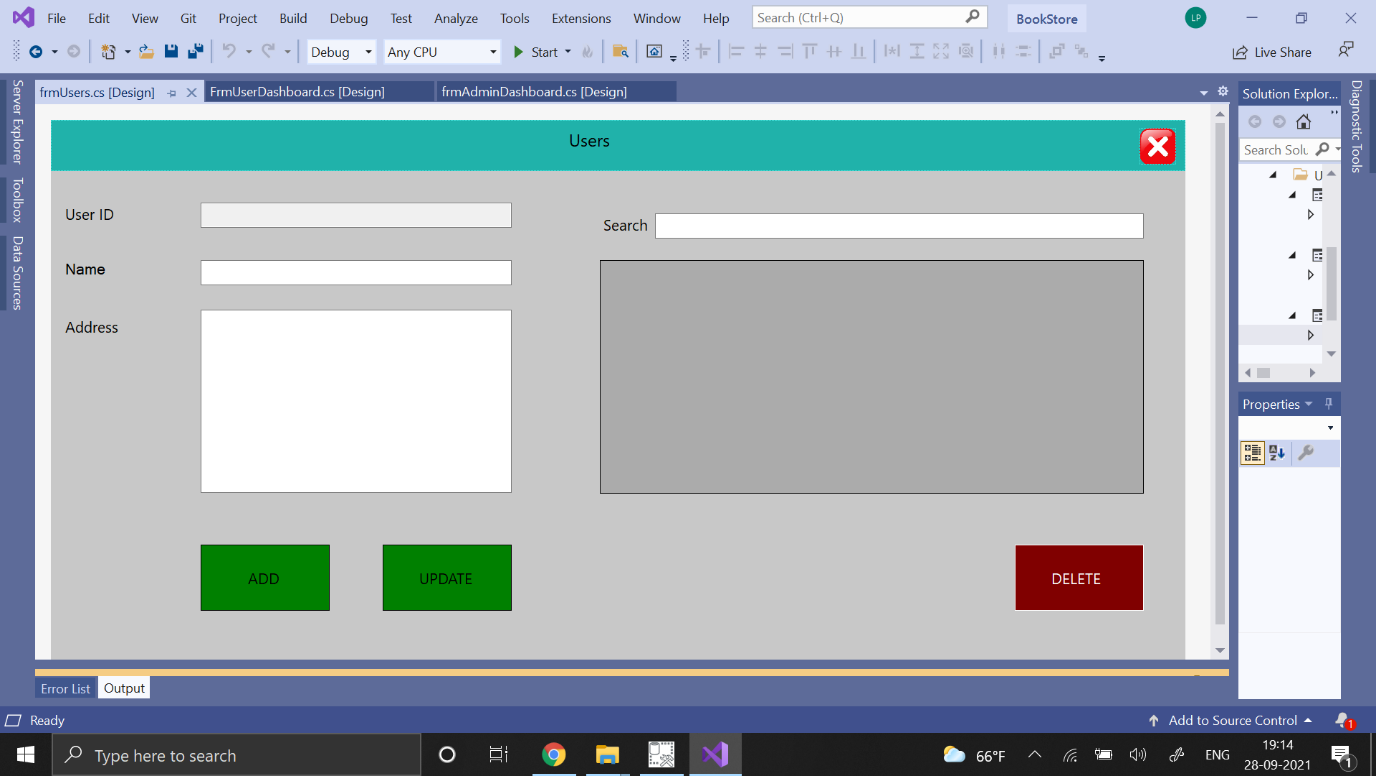 File Edit View Git Project Build Debug Test Analyze Tools Extensions Window Help Search (Ctrl+Q) BookStore LP
Debug Any CPU Start Live Share
frmUsers.cs [Design] FrmUserDashboard.cs [Design] frmAdminDashboard.cs [Design]
Server Explorer
Toolbox
Data Sources
Users
User ID
Name
Address
Search
ADD UPDATE DELETE
Solution Explor...
Search Solu
U
Properties
Diagnostic Tools
Error List Output
Ready Add to Source Control 1
Type here to search 66°F ENG 19:14
28-09-2021 1